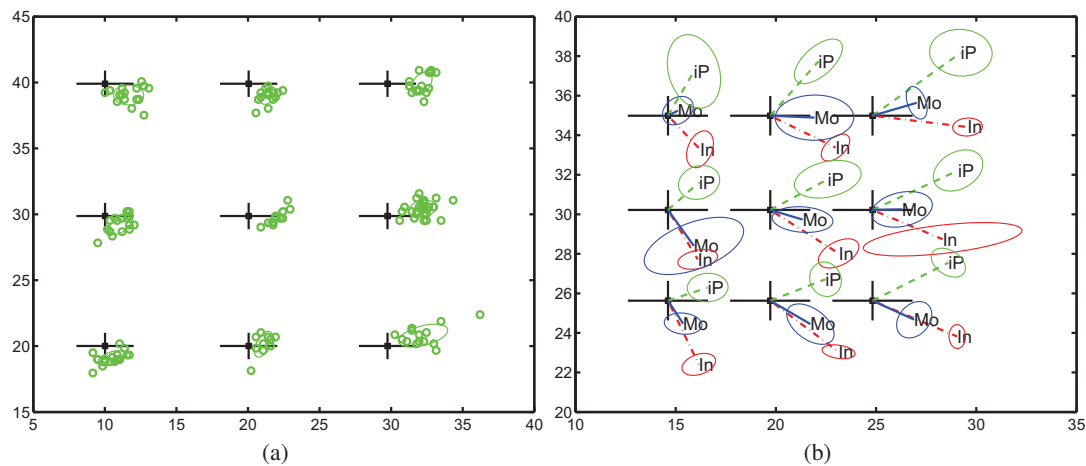 45
40
35
30
25
20
15
5 10 15 20 25 30 35 40
(a)
40
38
36
34
32
30
28
26
24
22
20
10 15 20 25 30 35
iP iP iP
Mo Mo Mo
In In In
iP iP iP
Mo Mo Mo
In In In
iP iP iP
Mo Mo Mo
In In In
(b)